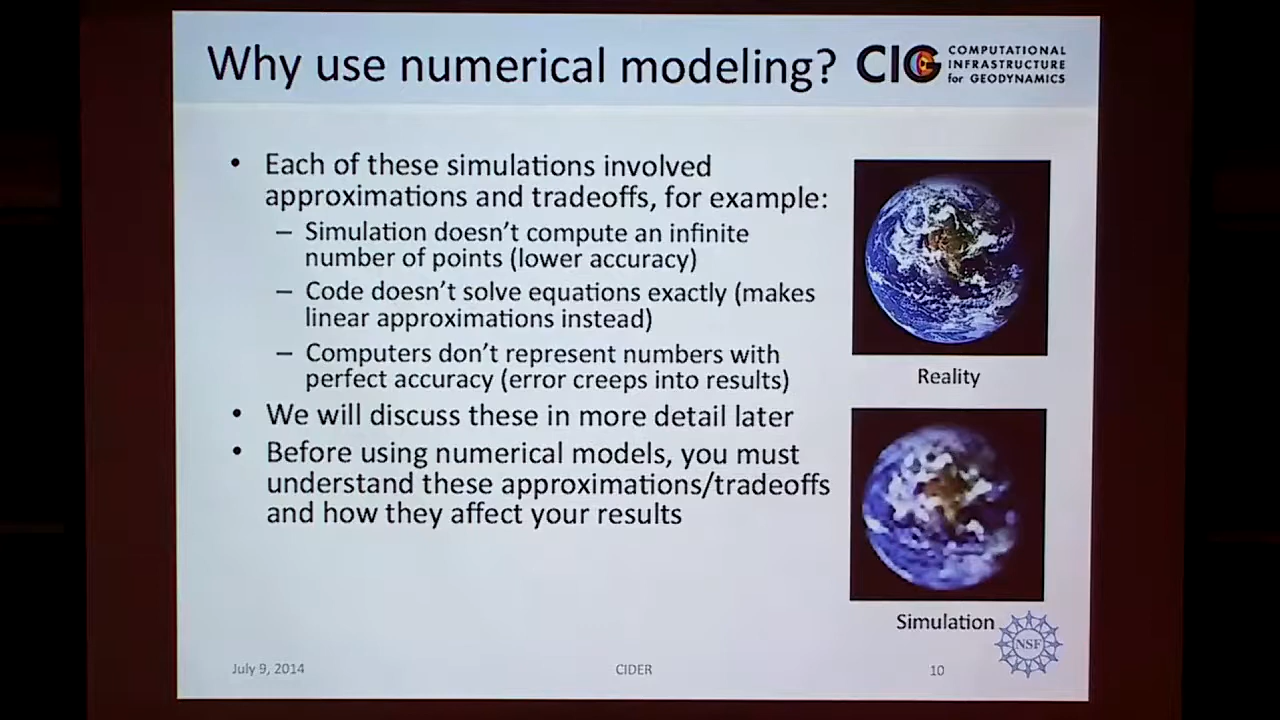 Why use numerical modeling?
CIG COMPUTATIONAL
INFRASTRUCTURE
for GEODYNAMICS
• Each of these simulations involved
approximations and tradeoffs, for example:
– Simulation doesn't compute an infinite
number of points (lower accuracy)
– Code doesn't solve equations exactly (makes
linear approximations instead)
– Computers don't represent numbers with
perfect accuracy (error creeps into results)
• We will discuss these in more detail later
• Before using numerical models, you must
understand these approximations/tradeoffs
and how they affect your results
Reality
Simulation
NSF
July 9, 2014
CIDER
10